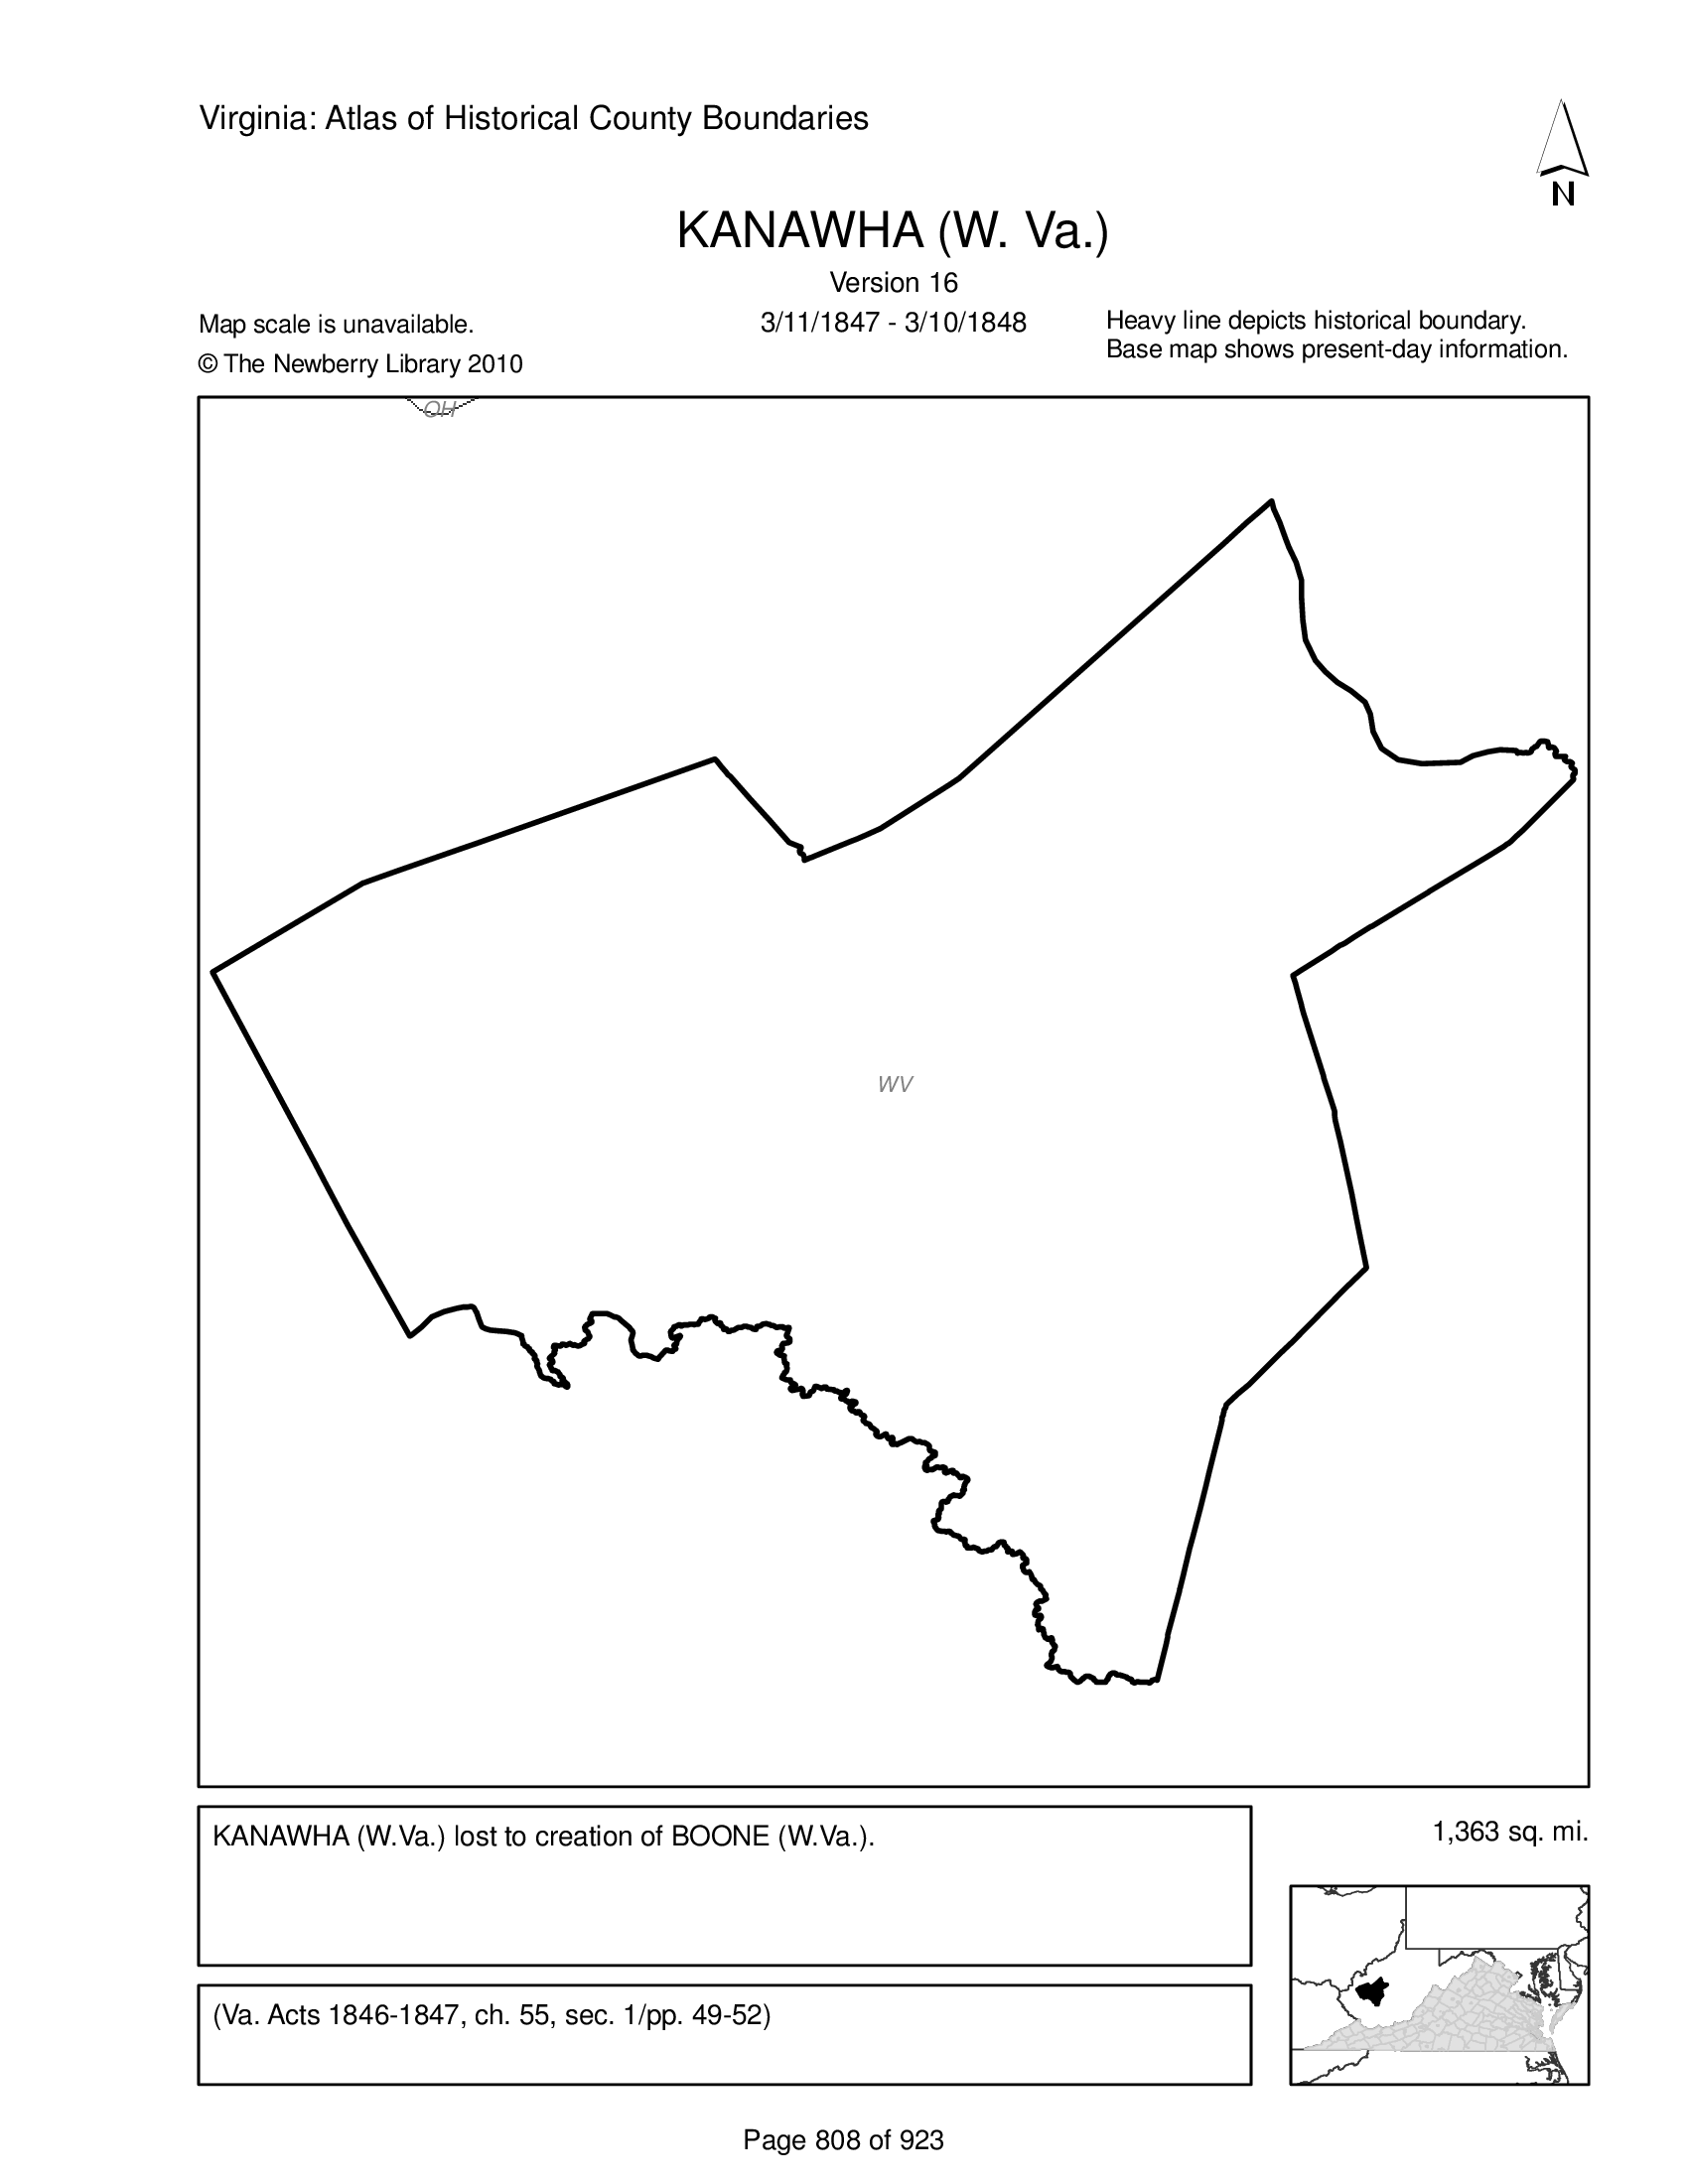 Virginia: Atlas of Historical County Boundaries
N
KANAWHA (W. Va.)
Version 16
Map scale is unavailable.
3/11/1847 - 3/10/1848
Heavy line depicts historical boundary.
© The Newberry Library 2010
Base map shows present-day information.
OH
WV
KANAWHA (W.Va.) lost to creation of BOONE (W.Va.).
1,363 sq. mi.
(Va. Acts 1846-1847, ch. 55, sec. 1/pp. 49-52)
Page 808 of 923